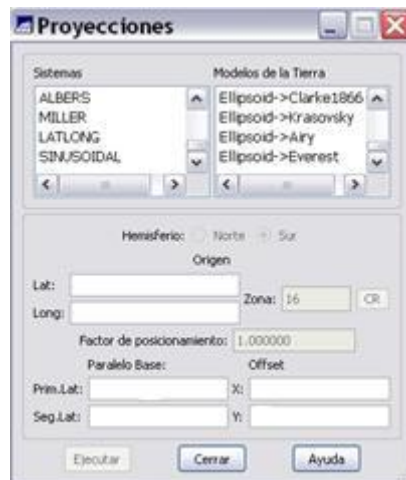 Proyecciones
Sistemas
Modelos de la Tierra
ALBERS
MILLER
LATLONG
SINUSOIDAL
Ellipsoid->Clarke1866
Ellipsoid->Krasovsky
Ellipsoid->Airy
Ellipsoid->Everest
Hemisferio: Norte Sur
Origen
Lat:
Long:
Zona: 16 CR
Factor de posicionamiento: 1.000000
Paralelo Base: Offset
Prim.Lat: X:
Seg.Lat: Y:
Ejecutar Cerrar Ayuda